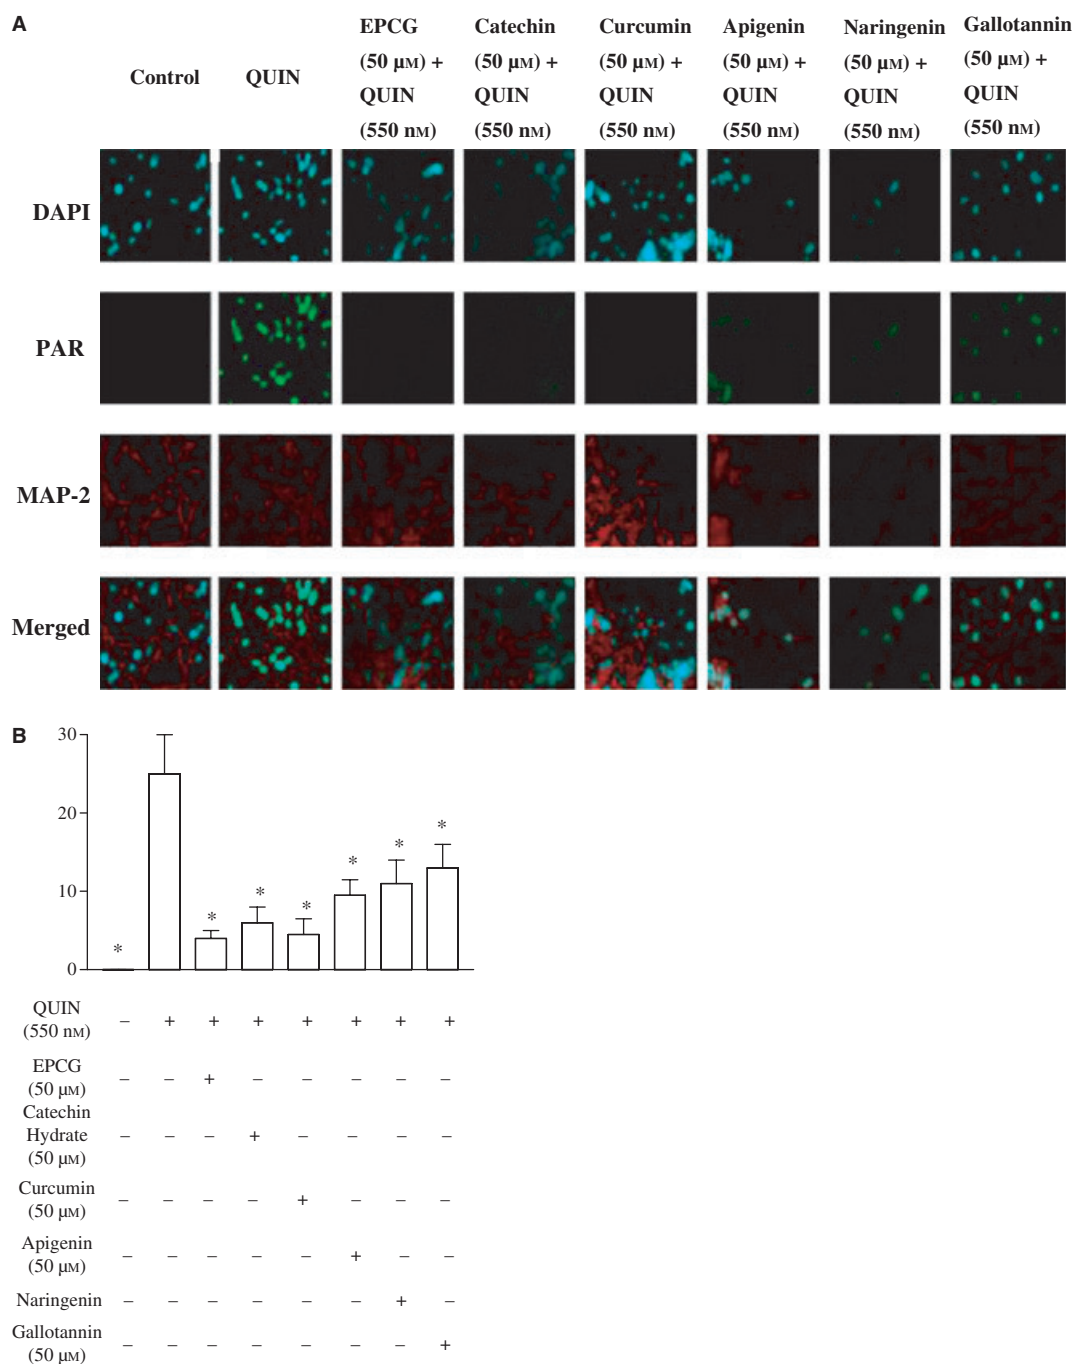 A
Control
QUIN
EPCG
(50 µM) +
QUIN
(550 nM)
Catechin
(50 µM) +
QUIN
(550 nM)
Curcumin
(50 µM) +
QUIN
(550 nM)
Apigenin
(50 µM) +
QUIN
(550 nM)
Naringenin
(50 µM) +
QUIN
(550 nM)
Gallotannin
(50 µM) +
QUIN
(550 nM)
DAPI
PAR
MAP-2
Merged
B
30
20
10
0
* * * * * * *
QUIN
(550 nM) – + + + + + + +
EPCG
(50 µM) – – + – – – – –
Catechin
Hydrate – – – + – – – –
(50 µM)
Curcumin
(50 µM) – – – – + – – –
Apigenin
(50 µM) – – – – – + – –
Naringenin – – – – – – + –
Gallotannin
(50 µM) – – – – – – – +